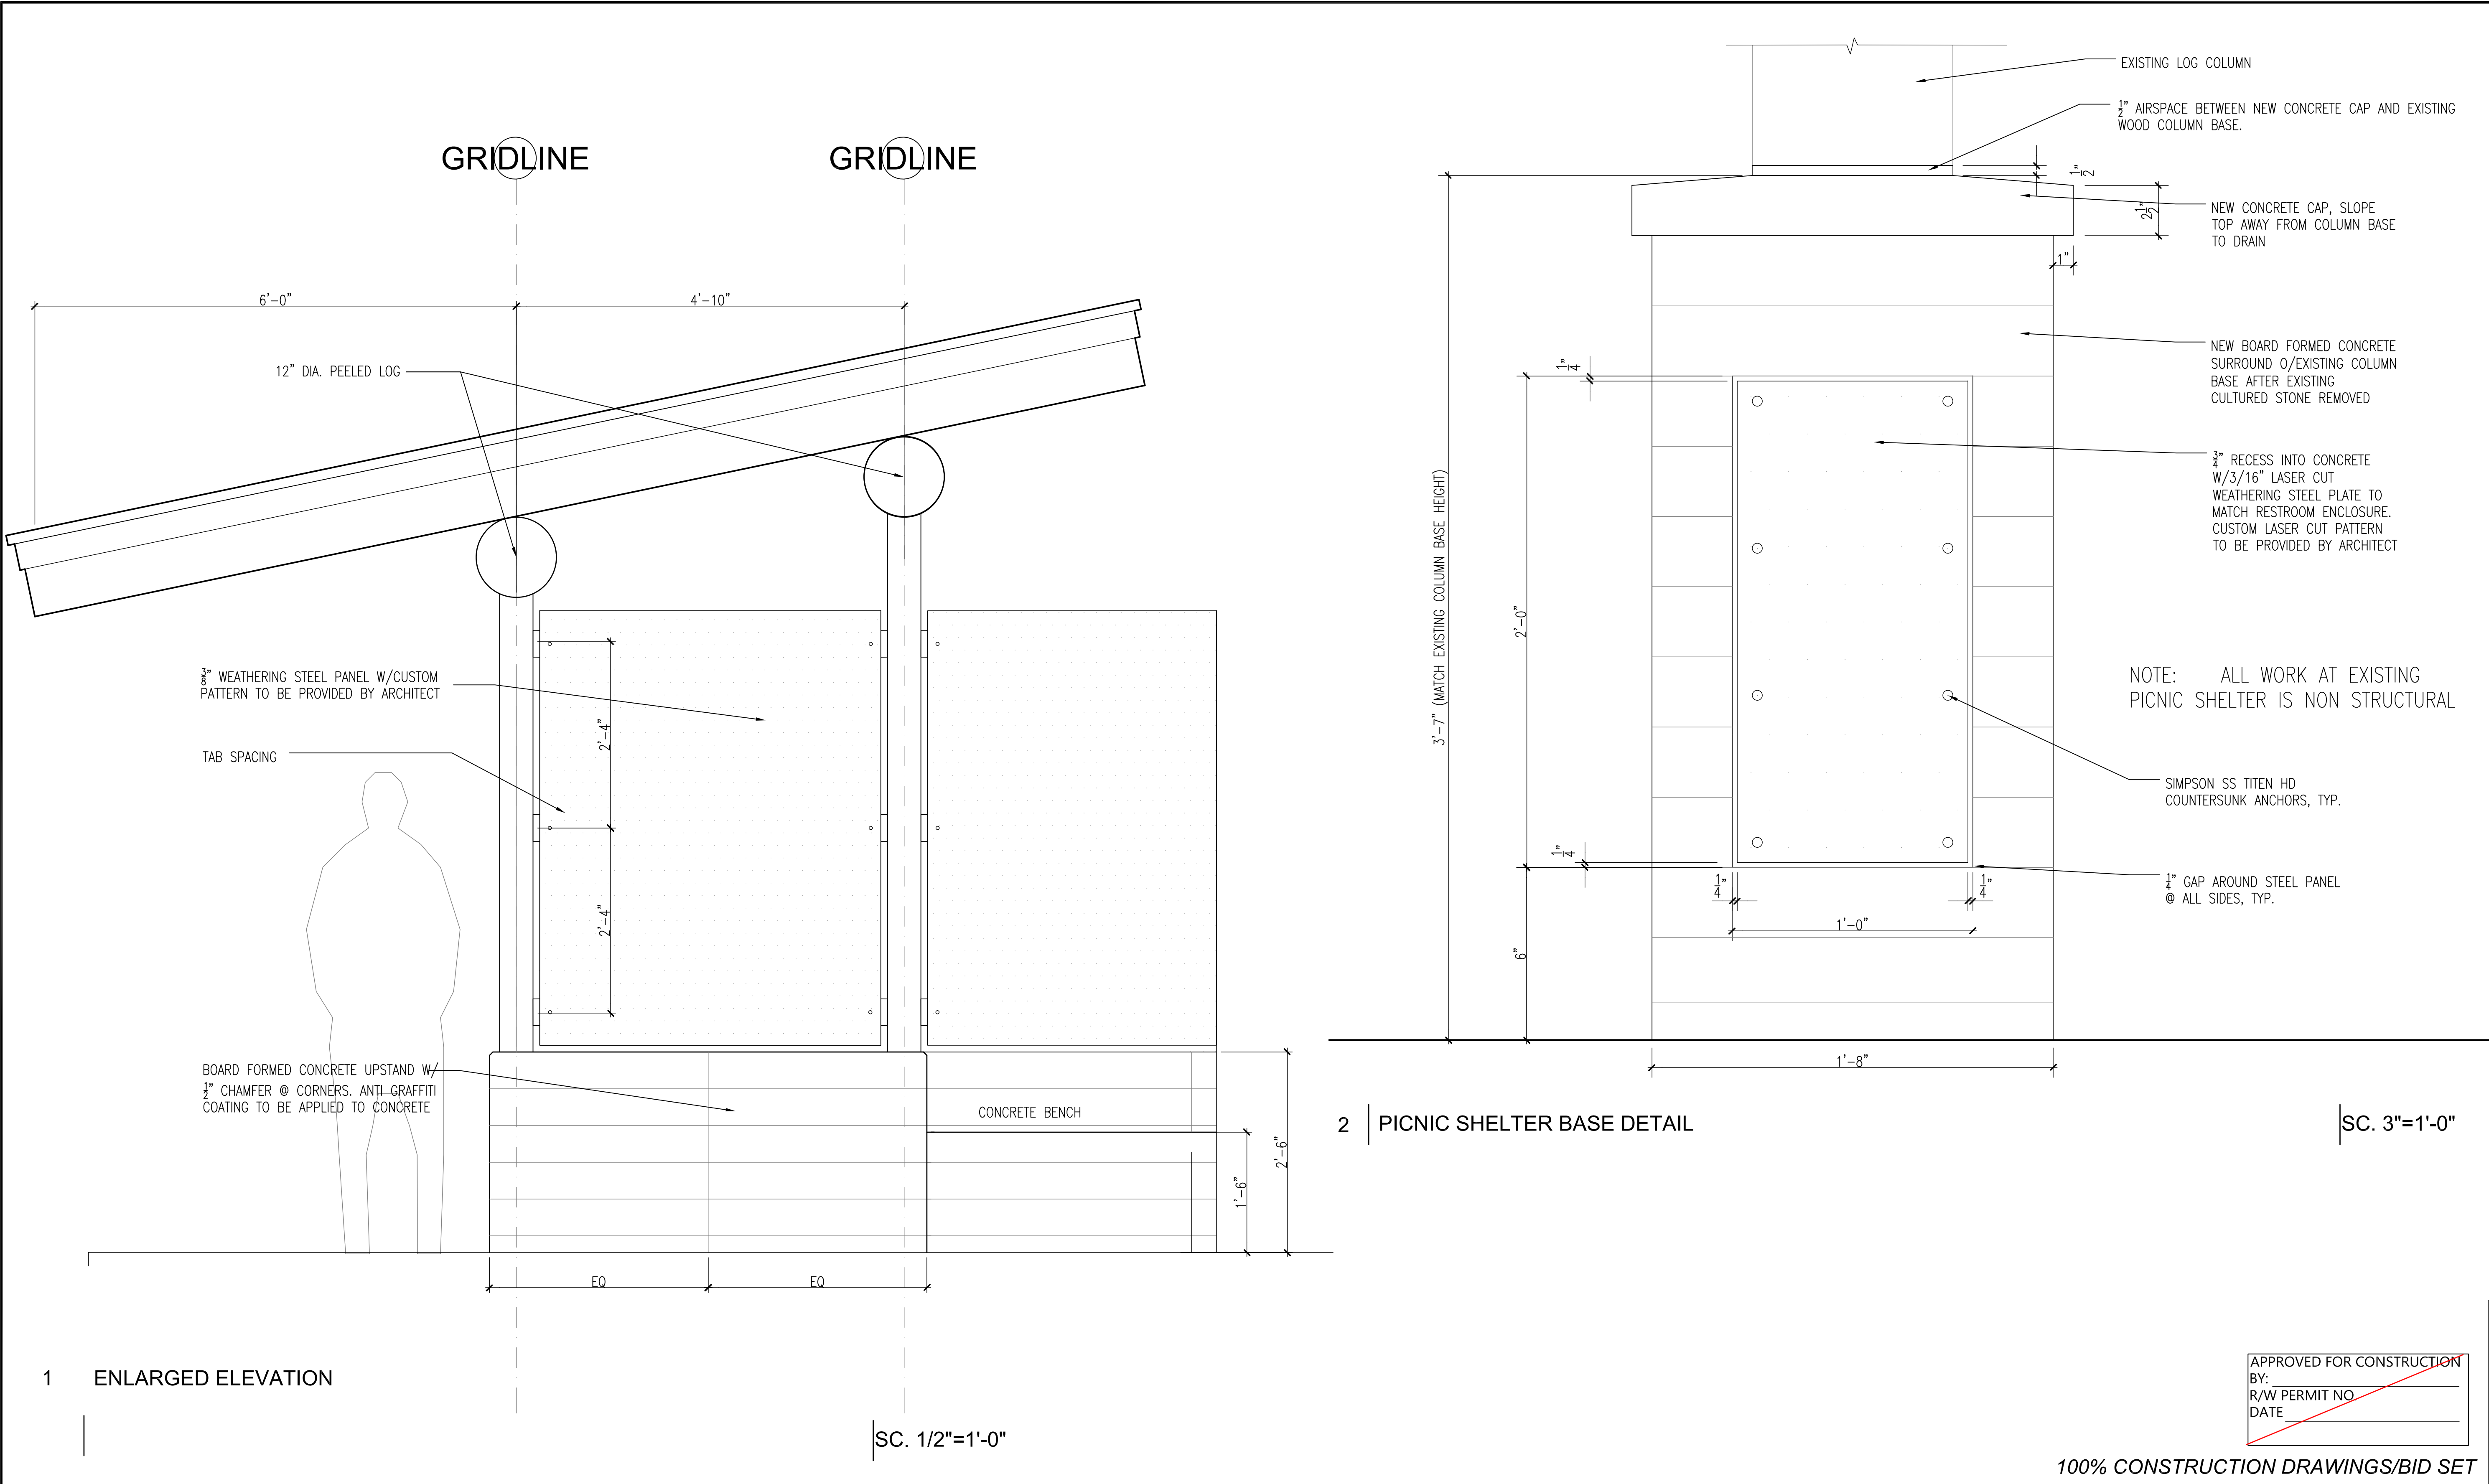 GRIDLINE
GRIDLINE
6'-0"
4'-10"
12" DIA. PEELED LOG
3/8" WEATHERING STEEL PANEL W/CUSTOM
PATTERN TO BE PROVIDED BY ARCHITECT
2'-4"
TAB SPACING
2'-4"
BOARD FORMED CONCRETE UPSTAND W/
1/2" CHAMFER @ CORNERS. ANTI GRAFFITI
COATING TO BE APPLIED TO CONCRETE
CONCRETE BENCH
2'-6"
1'-6"
EQ
EQ
1
ENLARGED ELEVATION
SC. 1/2"=1'-0"
EXISTING LOG COLUMN
1/2" AIRSPACE BETWEEN NEW CONCRETE CAP AND EXISTING
WOOD COLUMN BASE.
1/2"
2 1/2"
NEW CONCRETE CAP, SLOPE
TOP AWAY FROM COLUMN BASE
TO DRAIN
1"
NEW BOARD FORMED CONCRETE
SURROUND O/EXISTING COLUMN
BASE AFTER EXISTING
CULTURED STONE REMOVED
1/4"
3/4" RECESS INTO CONCRETE
W/3/16" LASER CUT
WEATHERING STEEL PLATE TO
MATCH RESTROOM ENCLOSURE.
CUSTOM LASER CUT PATTERN
TO BE PROVIDED BY ARCHITECT
3'-7" (MATCH EXISTING COLUMN BASE HEIGHT)
2'-0"
NOTE: ALL WORK AT EXISTING
PICNIC SHELTER IS NON STRUCTURAL
SIMPSON SS TITEN HD
COUNTERSUNK ANCHORS, TYP.
1/4"
1/4"
1/4"
1/4" GAP AROUND STEEL PANEL
@ ALL SIDES, TYP.
1'-0"
6"
1'-8"
2
PICNIC SHELTER BASE DETAIL
SC. 3"=1'-0"
APPROVED FOR CONSTRUCTION
BY:
R/W PERMIT NO
DATE
100% CONSTRUCTION DRAWINGS/BID SET